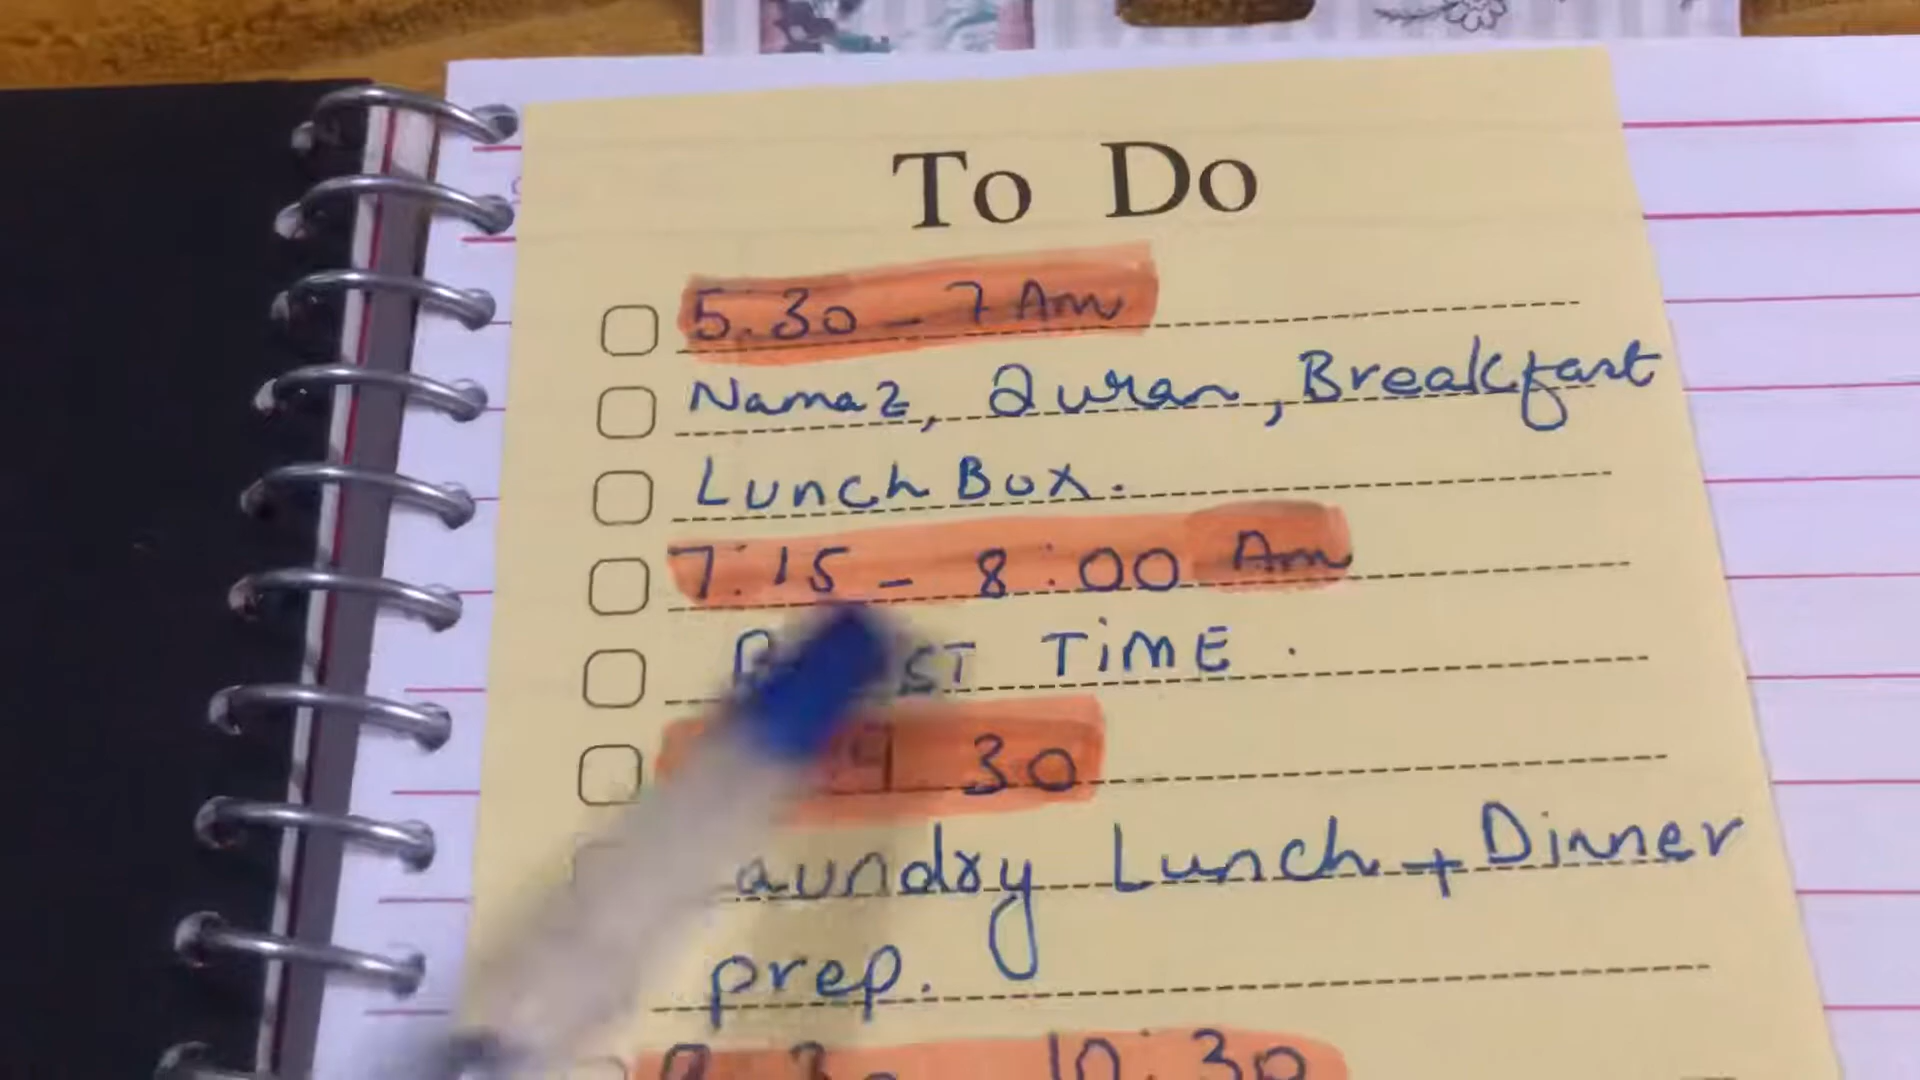 To Do
5.30 - 7 Am
Namaz, Quran, Breakfast
Lunch Box.
7:15 - 8:00 Am
TiME.
30
Lunch + Dinner
prep.
10:30